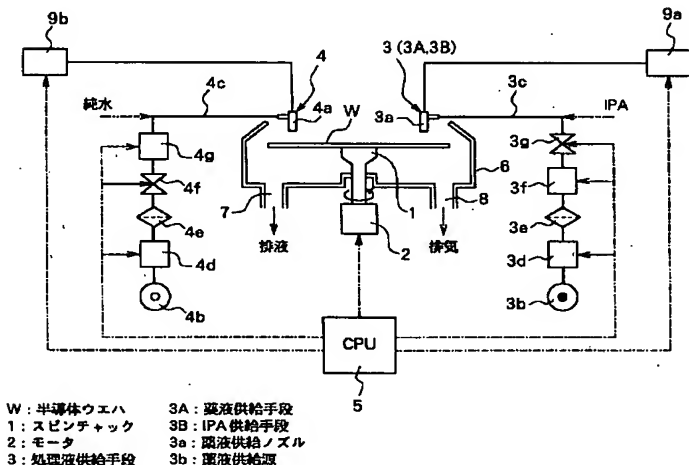 9b
9a
4
3 (3A,3B)
4c
4a
3a
3c
純水
IPA
W
4g
3g
4f
3f
6
4e
3e
7
1
8
4d
3d
排液
2
排気
4b
3b
CPU
5
W：半導体ウエハ
1：スピンチャック
2：モータ
3：処理液供給手段
3A：薬液供給手段
3B：IPA供給手段
3a：薬液供給ノズル
3b：薬液供給源